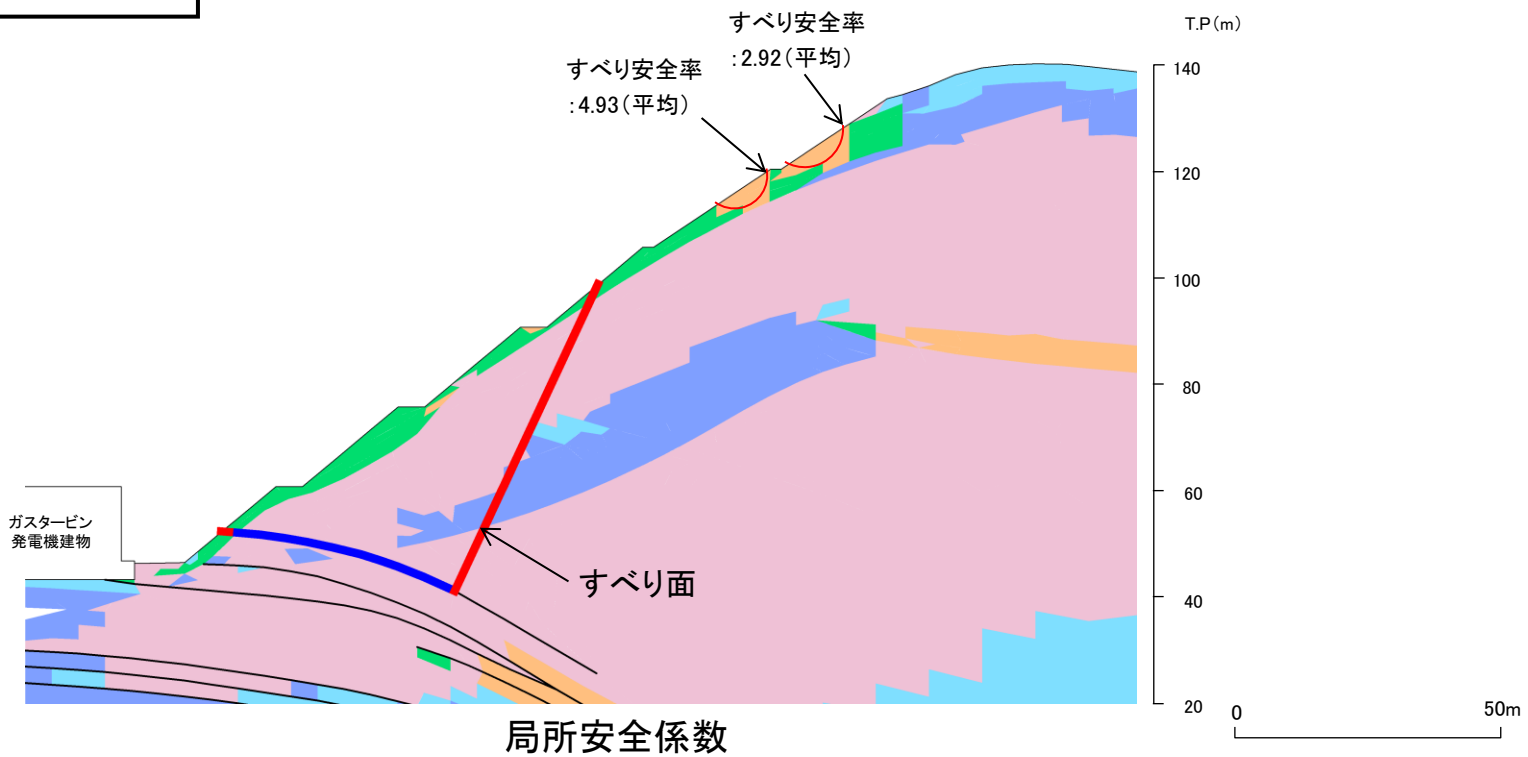 すべり安全率
:2.92(平均)
すべり安全率
:4.93(平均)
T.P(m)
140
120
100
80
60
40
20
ガスタービン
発電機建物
すべり面
局所安全係数
0
50m